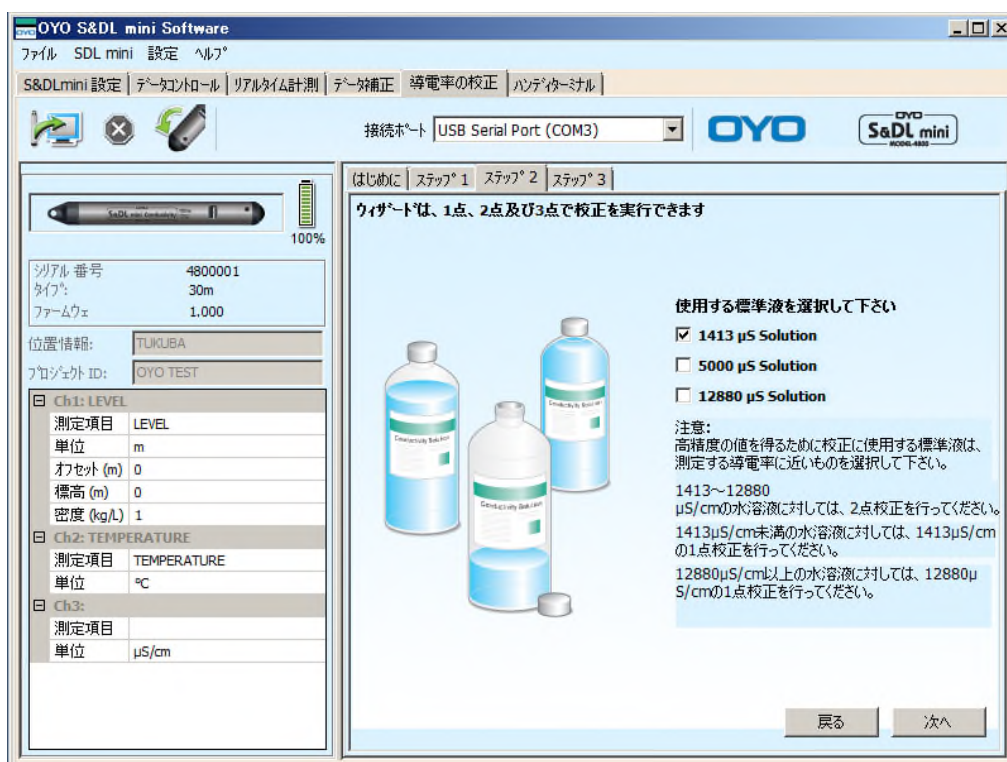 OYO S&DL mini Software
ファイル SDL mini 設定 ヘルプ
S&DLmini 設定 データコントロール リアルタイム計測 データ補正 導電率の校正 ハンディターミナル
接続ポート USB Serial Port (COM3) OYO OYO S&DL mini MODEL-4800
はじめに ステップ 1 ステップ 2 ステップ 3
ウィザードは、1点、2点及び3点で校正を実行できます
100%
シリアル 番号 4800001
タイプ: 30m
ファームウェ 1.000
位置情報: TUKUBA
プロジェクト ID: OYO TEST
Ch1: LEVEL
測定項目 LEVEL
単位 m
オフセット (m) 0
標高 (m) 0
密度 (kg/L) 1
Ch2: TEMPERATURE
測定項目 TEMPERATURE
単位 ℃
Ch3:
測定項目
単位 µS/cm
Conductivity Solution
Conductivity Solution
Conductivity Solution
使用する標準液を選択して下さい
1413 µS Solution
5000 µS Solution
12880 µS Solution
注意:
高精度の値を得るために校正に使用する標準液は、
測定する導電率に近いものを選択して下さい。
1413～12880
µS/cmの水溶液に対しては、2点校正を行ってください。
1413µS/cm未満の水溶液に対しては、1413µS/cm
の1点校正を行ってください。
12880µS/cm以上の水溶液に対しては、12880µ
S/cmの1点校正を行ってください。
戻る 次へ